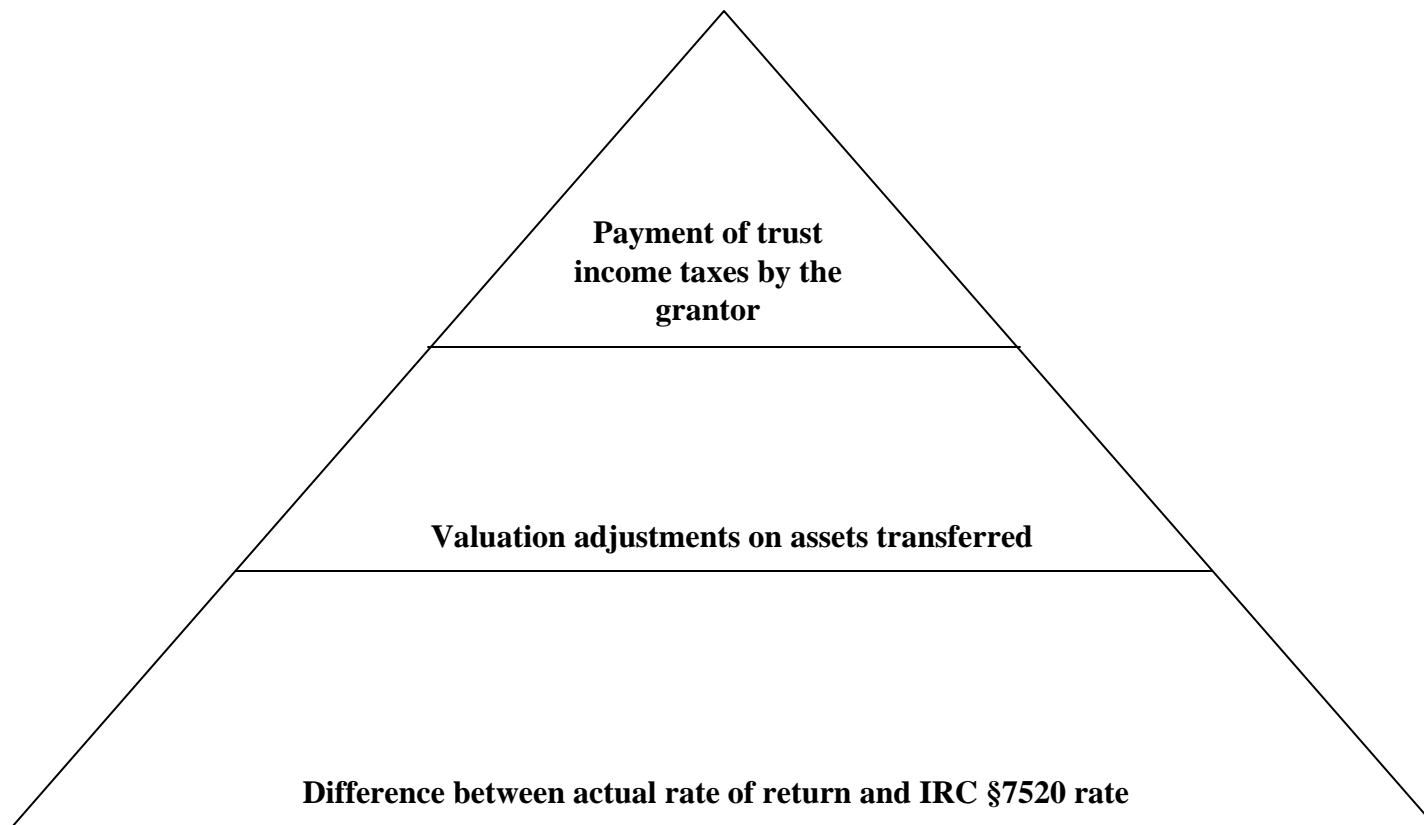 Payment of trust
income taxes by the
grantor
Valuation adjustments on assets transferred
Difference between actual rate of return and IRC §7520 rate